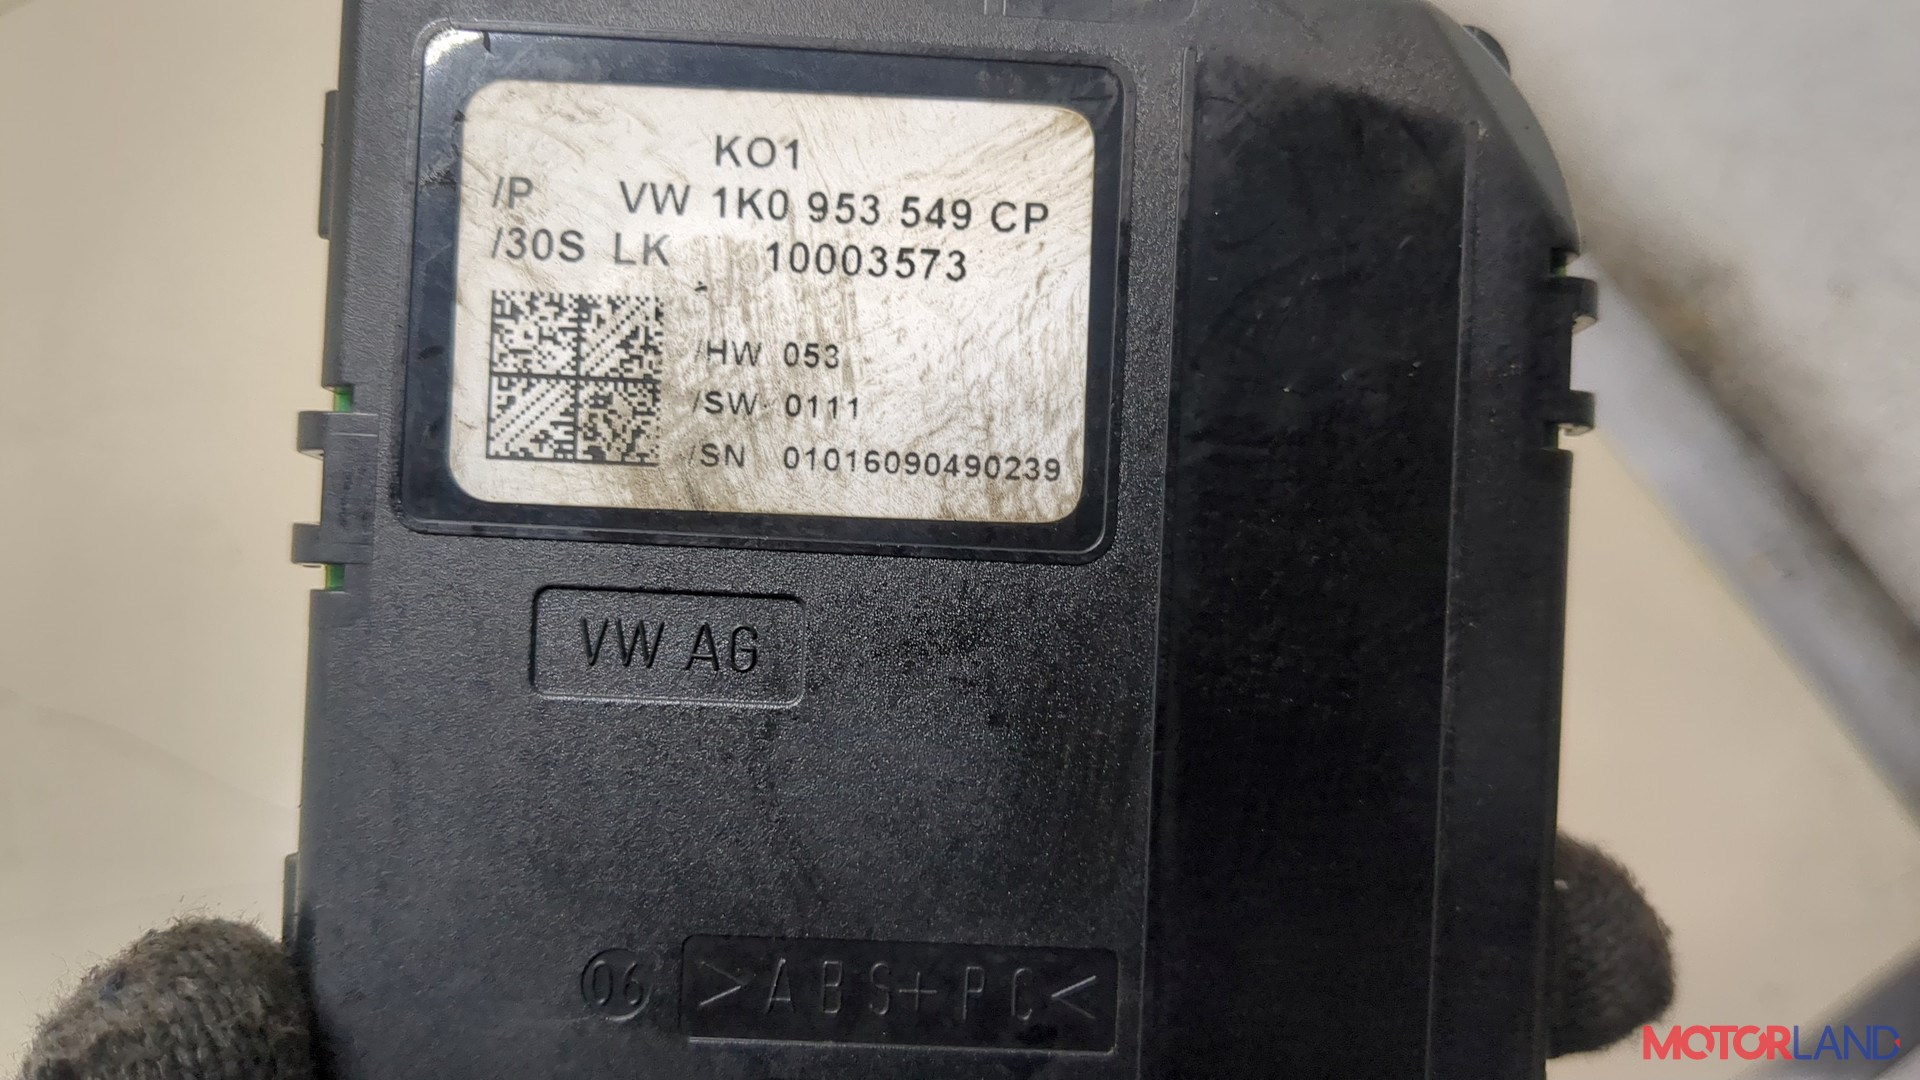 KO1
/P VW 1K0 953 549 CP
/30S LK 10003573
/HW 053
/SW 0111
/SN 01016090490239
VW AG
06 >ABS+PC<
MOTORLAND